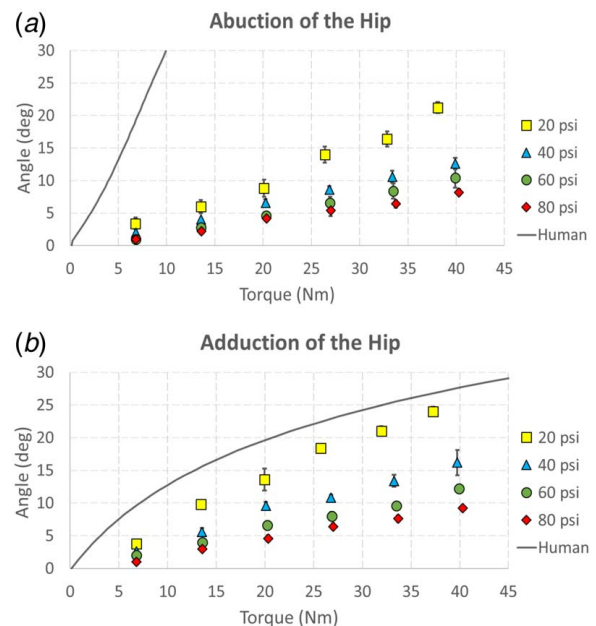 (a)
Abuction of the Hip
30
25
20
15
10
5
0
Angle (deg)
0 5 10 15 20 25 30 35 40 45
Torque (Nm)
20 psi
40 psi
60 psi
80 psi
Human
(b)
Adduction of the Hip
30
25
20
15
10
5
0
Angle (deg)
0 5 10 15 20 25 30 35 40 45
Torque (Nm)
20 psi
40 psi
60 psi
80 psi
Human